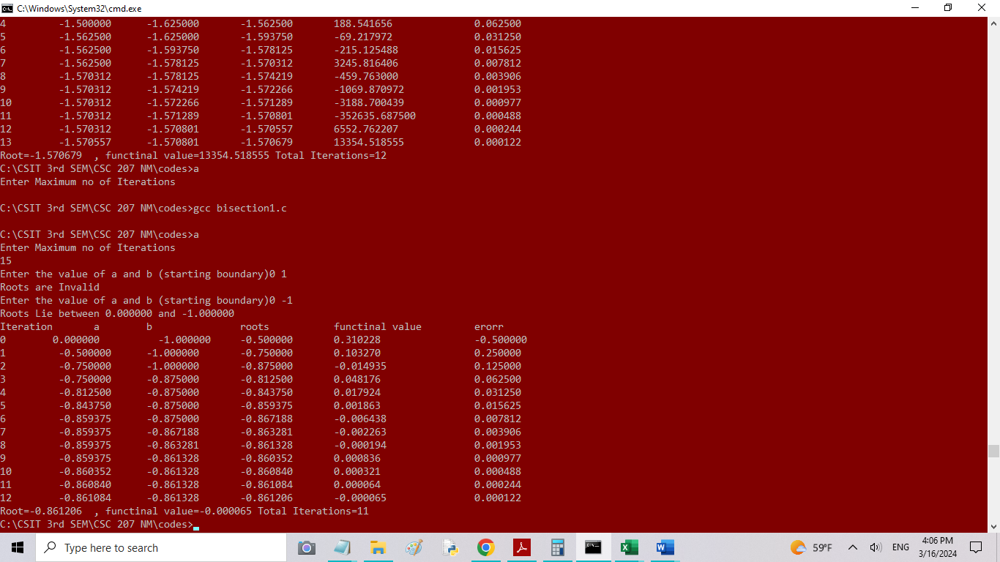 C:\Windows\System32\cmd.exe
4 -1.500000 -1.625000 -1.562500 188.541656 0.062500
5 -1.562500 -1.625000 -1.593750 -69.217972 0.031250
6 -1.562500 -1.593750 -1.578125 -215.125488 0.015625
7 -1.562500 -1.578125 -1.570312 3245.816406 0.007812
8 -1.570312 -1.578125 -1.574219 -459.763000 0.003906
9 -1.570312 -1.574219 -1.572266 -1069.870972 0.001953
10 -1.570312 -1.572266 -1.571289 -3188.700439 0.000977
11 -1.570312 -1.571289 -1.570801 -352635.687500 0.000488
12 -1.570312 -1.570801 -1.570557 6552.762207 0.000244
13 -1.570557 -1.570801 -1.570679 13354.518555 0.000122
Root=-1.570679 , functinal value=13354.518555 Total Iterations=12
C:\CSIT 3rd SEM\CSC 207 NM\codes>a
Enter Maximum no of Iterations
C:\CSIT 3rd SEM\CSC 207 NM\codes>gcc bisection1.c
C:\CSIT 3rd SEM\CSC 207 NM\codes>a
Enter Maximum no of Iterations
15
Enter the value of a and b (starting boundary)0 1
Roots are Invalid
Enter the value of a and b (starting boundary)0 -1
Roots Lie between 0.000000 and -1.000000
Iteration a b roots functinal value erorr
0 0.000000 -1.000000 -0.500000 0.310228 -0.500000
1 -0.500000 -1.000000 -0.750000 0.103270 0.250000
2 -0.750000 -1.000000 -0.875000 -0.014935 0.125000
3 -0.750000 -0.875000 -0.812500 0.048176 0.062500
4 -0.812500 -0.875000 -0.843750 0.017924 0.031250
5 -0.843750 -0.875000 -0.859375 0.001863 0.015625
6 -0.859375 -0.875000 -0.867188 -0.006438 0.007812
7 -0.859375 -0.867188 -0.863281 -0.002263 0.003906
8 -0.859375 -0.863281 -0.861328 -0.000194 0.001953
9 -0.859375 -0.861328 -0.860352 0.000836 0.000977
10 -0.860352 -0.861328 -0.860840 0.000321 0.000488
11 -0.860840 -0.861328 -0.861084 0.000064 0.000244
12 -0.861084 -0.861328 -0.861206 -0.000065 0.000122
Root=-0.861206 , functinal value=-0.000065 Total Iterations=11
C:\CSIT 3rd SEM\CSC 207 NM\codes>
Type here to search
59°F
ENG
4:06 PM
3/16/2024